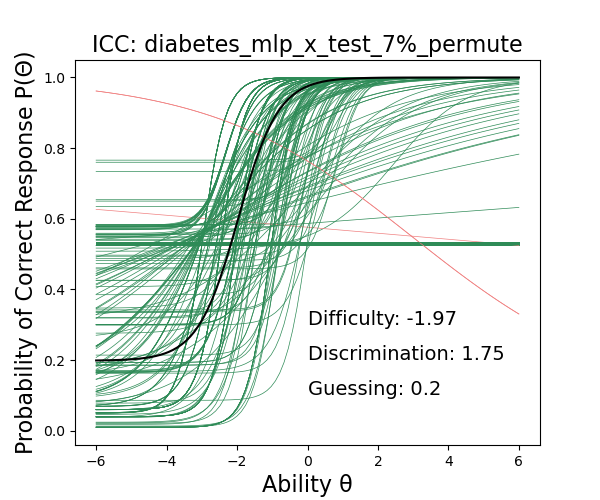 ICC: diabetes_mlp_x_test_7%_permute
Probability of Correct Response P(Θ)
1.0
0.8
0.6
0.4
0.2
0.0
Difficulty: -1.97
Discrimination: 1.75
Guessing: 0.2
−6 −4 −2 0 2 4 6
Ability θ